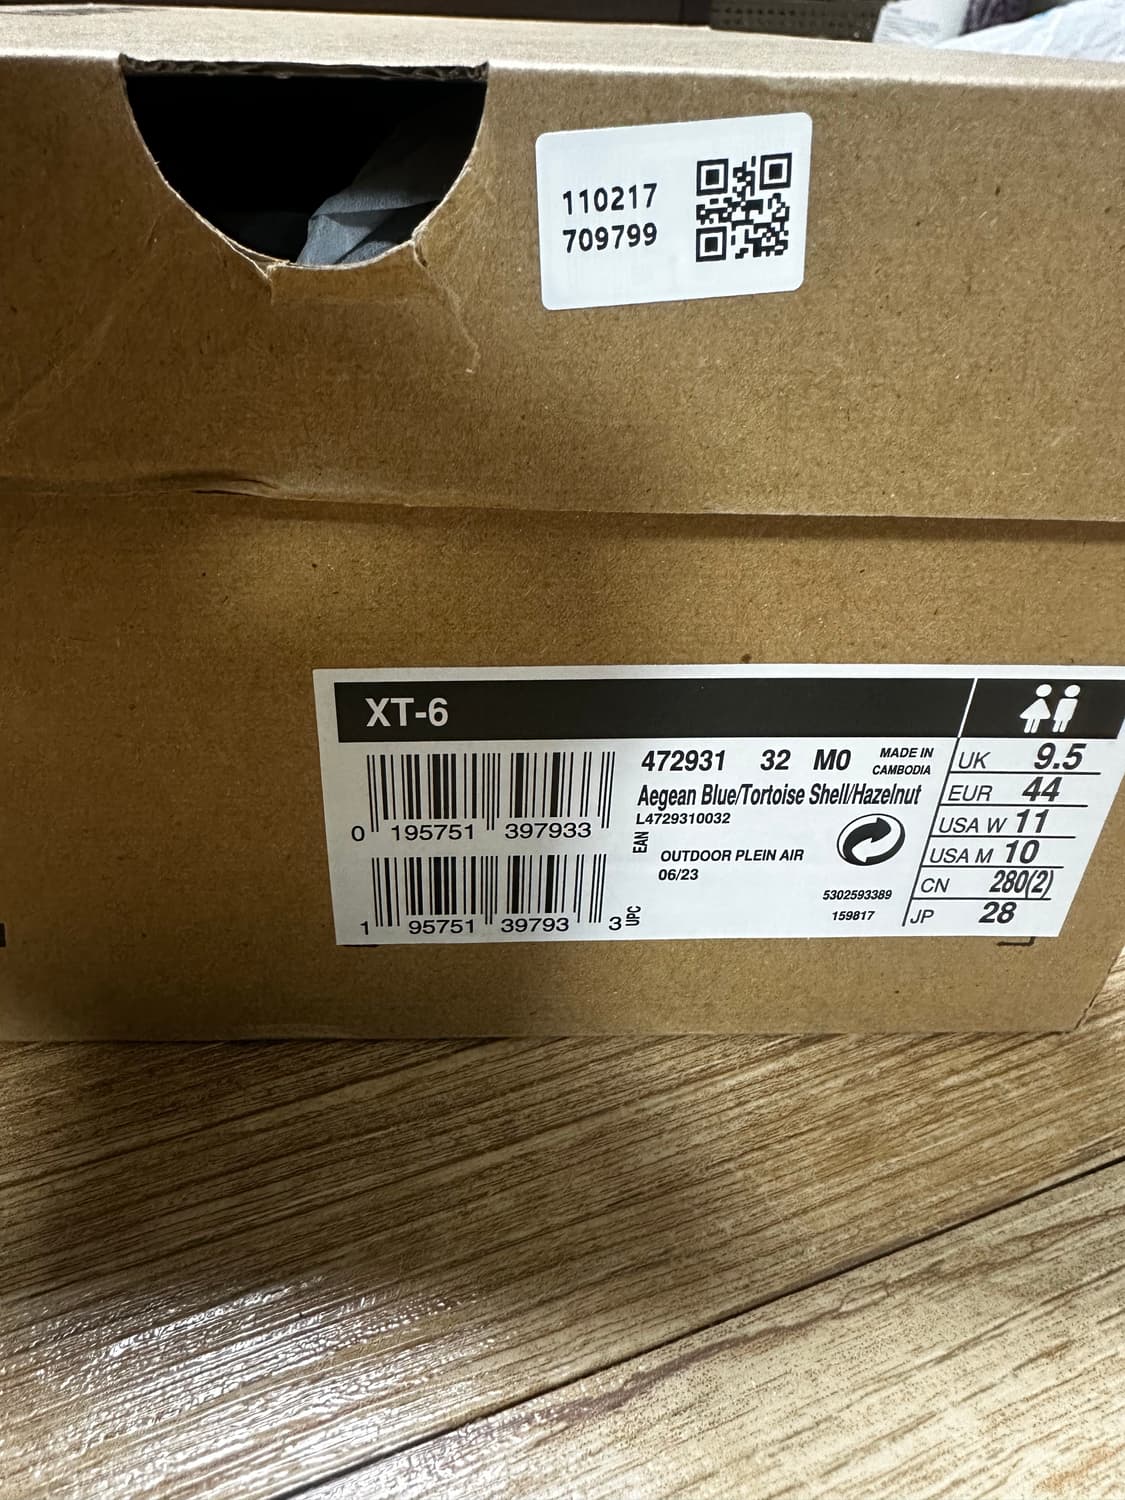 110217
709799
XT-6
472931 32 M0 MADE IN CAMBODIA
Aegean Blue/Tortoise Shell/Hazelnut
L4729310032
EAN
0 195751 397933
OUTDOOR PLEIN AIR
06/23
5302593389
159817
1 95751 39793 3
UPC
UK 9.5
EUR 44
USA W 11
USA M 10
CN 280(2)
JP 28